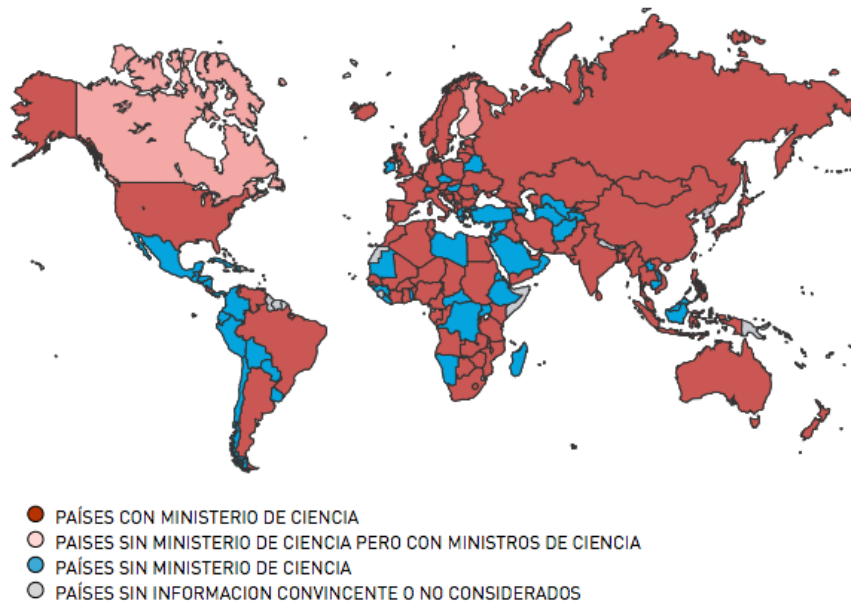 PAÍSES CON MINISTERIO DE CIENCIA
PAÍSES SIN MINISTERIO DE CIENCIA PERO CON MINISTROS DE CIENCIA
PAÍSES SIN MINISTERIO DE CIENCIA
PAÍSES SIN INFORMACION CONVINCENTE O NO CONSIDERADOS